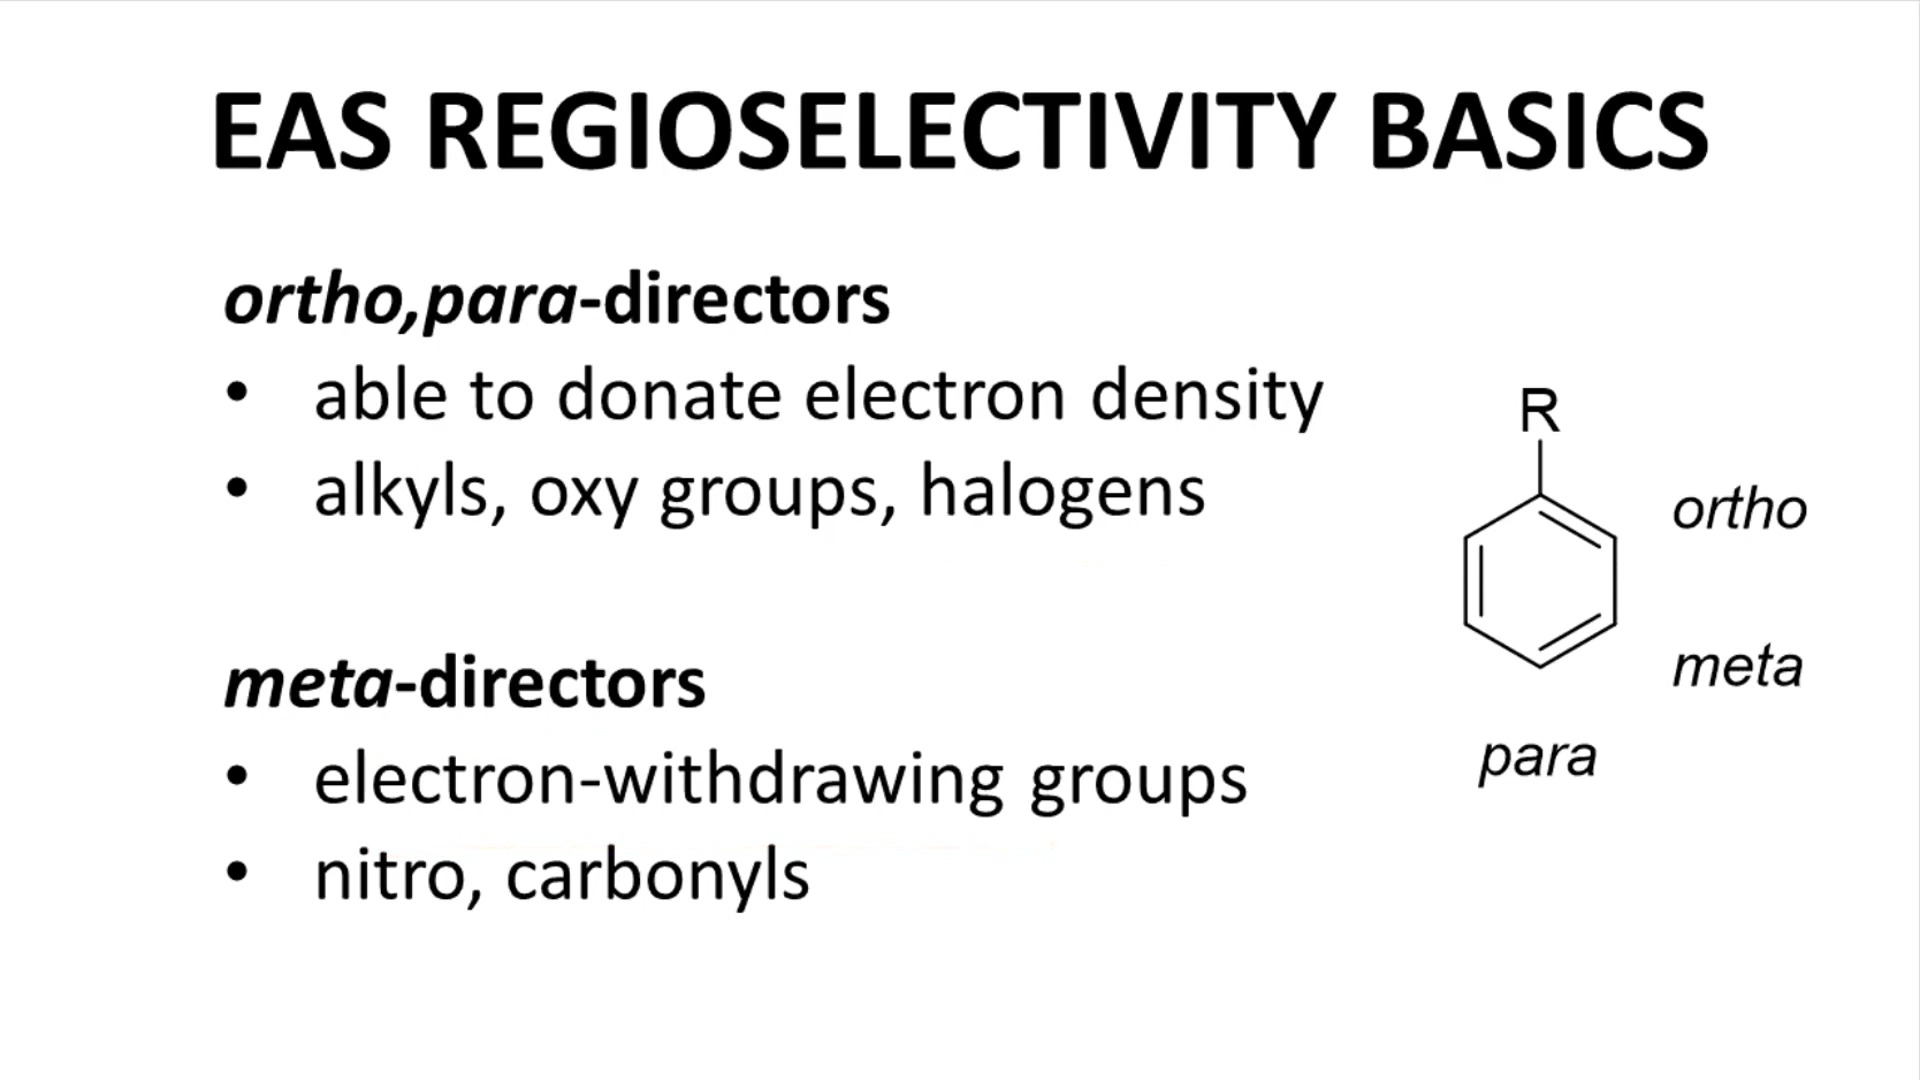 EAS REGIOSELECTIVITY BASICS
ortho,para-directors
• able to donate electron density
• alkyls, oxy groups, halogens
meta-directors
• electron-withdrawing groups
• nitro, carbonyls
R
ortho
meta
para